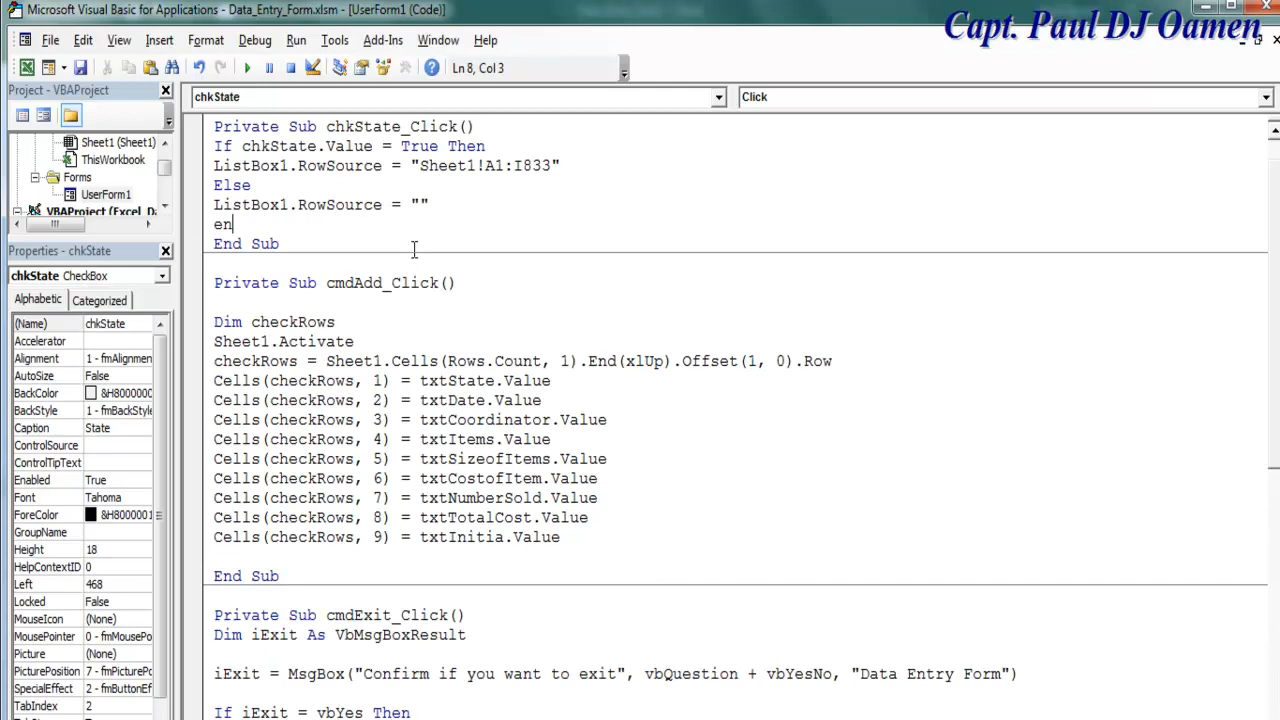 Microsoft Visual Basic for Applications - Data_Entry_Form.xlsm - [UserForm1 (Code)]
Capt. Paul DJ Oamen
File Edit View Insert Format Debug Run Tools Add-Ins Window Help
Ln 8, Col 3
Project - VBAProject
chkState
Click
Sheet1 (Sheet1)
ThisWorkbook
Forms
UserForm1
VBAProject (Excel_Da
Properties - chkState
chkState CheckBox
Alphabetic Categorized
(Name) chkState
Accelerator
Alignment 1 - fmAlignmen
AutoSize False
BackColor &H8000000
BackStyle 1 - fmBackStyle
Caption State
ControlSource
ControlTipText
Enabled True
Font Tahoma
ForeColor &H8000001
GroupName
Height 18
HelpContextID 0
Left 468
Locked False
MouseIcon (None)
MousePointer 0 - fmMousePo
Picture (None)
PicturePosition 7 - fmPicturePo
SpecialEffect 2 - fmButtonEf
TabIndex 2
Private Sub chkState_Click()
If chkState.Value = True Then
ListBox1.RowSource = "Sheet1!A1:I833"
Else
ListBox1.RowSource = ""
en
End Sub
Private Sub cmdAdd_Click()
Dim checkRows
Sheet1.Activate
checkRows = Sheet1.Cells(Rows.Count, 1).End(xlUp).Offset(1, 0).Row
Cells(checkRows, 1) = txtState.Value
Cells(checkRows, 2) = txtDate.Value
Cells(checkRows, 3) = txtCoordinator.Value
Cells(checkRows, 4) = txtItems.Value
Cells(checkRows, 5) = txtSizeofItems.Value
Cells(checkRows, 6) = txtCostofItem.Value
Cells(checkRows, 7) = txtNumberSold.Value
Cells(checkRows, 8) = txtTotalCost.Value
Cells(checkRows, 9) = txtInitia.Value
End Sub
Private Sub cmdExit_Click()
Dim iExit As VbMsgBoxResult
iExit = MsgBox("Confirm if you want to exit", vbQuestion + vbYesNo, "Data Entry Form")
If iExit = vbYes Then